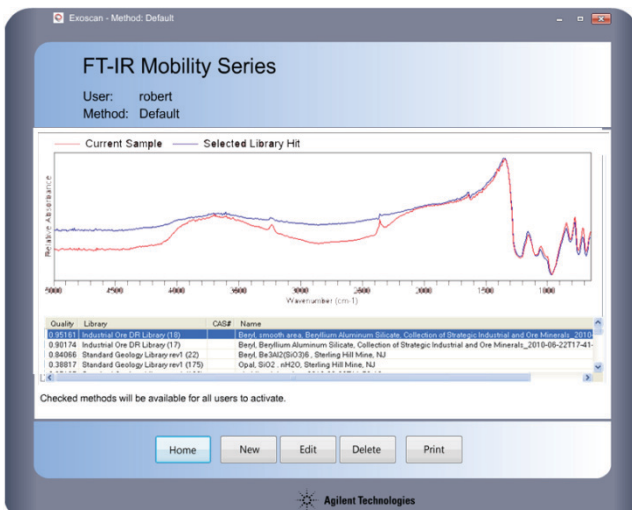 Exoscan - Method: Default
FT-IR Mobility Series
User: robert
Method: Default
Current Sample Selected Library Hit
Relative Absorbance
5000 4500 4000 3500 3000 2500 2000 1500 1000
Wavenumber (cm-1)
Quality Library CAS# Name
0.95161 Industrial Ore DR Library (18) Beryl, smooth area, Beryllium Aluminum Silicate, Collection of Strategic Industrial and Ore Minerals_2010-
0.90174 Industrial Ore DR Library (17) Beryl, Beryllium Aluminum Silicate, Collection of Strategic Industrial and Ore Minerals_2010-06-22T17-41-
0.84066 Standard Geology Library rev1 (22) Beryl, Be3Al2(SiO3)6, Sterling Hill Mine, NJ
0.38817 Standard Geology Library rev1 (175) Opal, SiO2 . nH2O, Sterling Hill Mine, NJ
Checked methods will be available for all users to activate.
Home New Edit Delete Print
Agilent Technologies